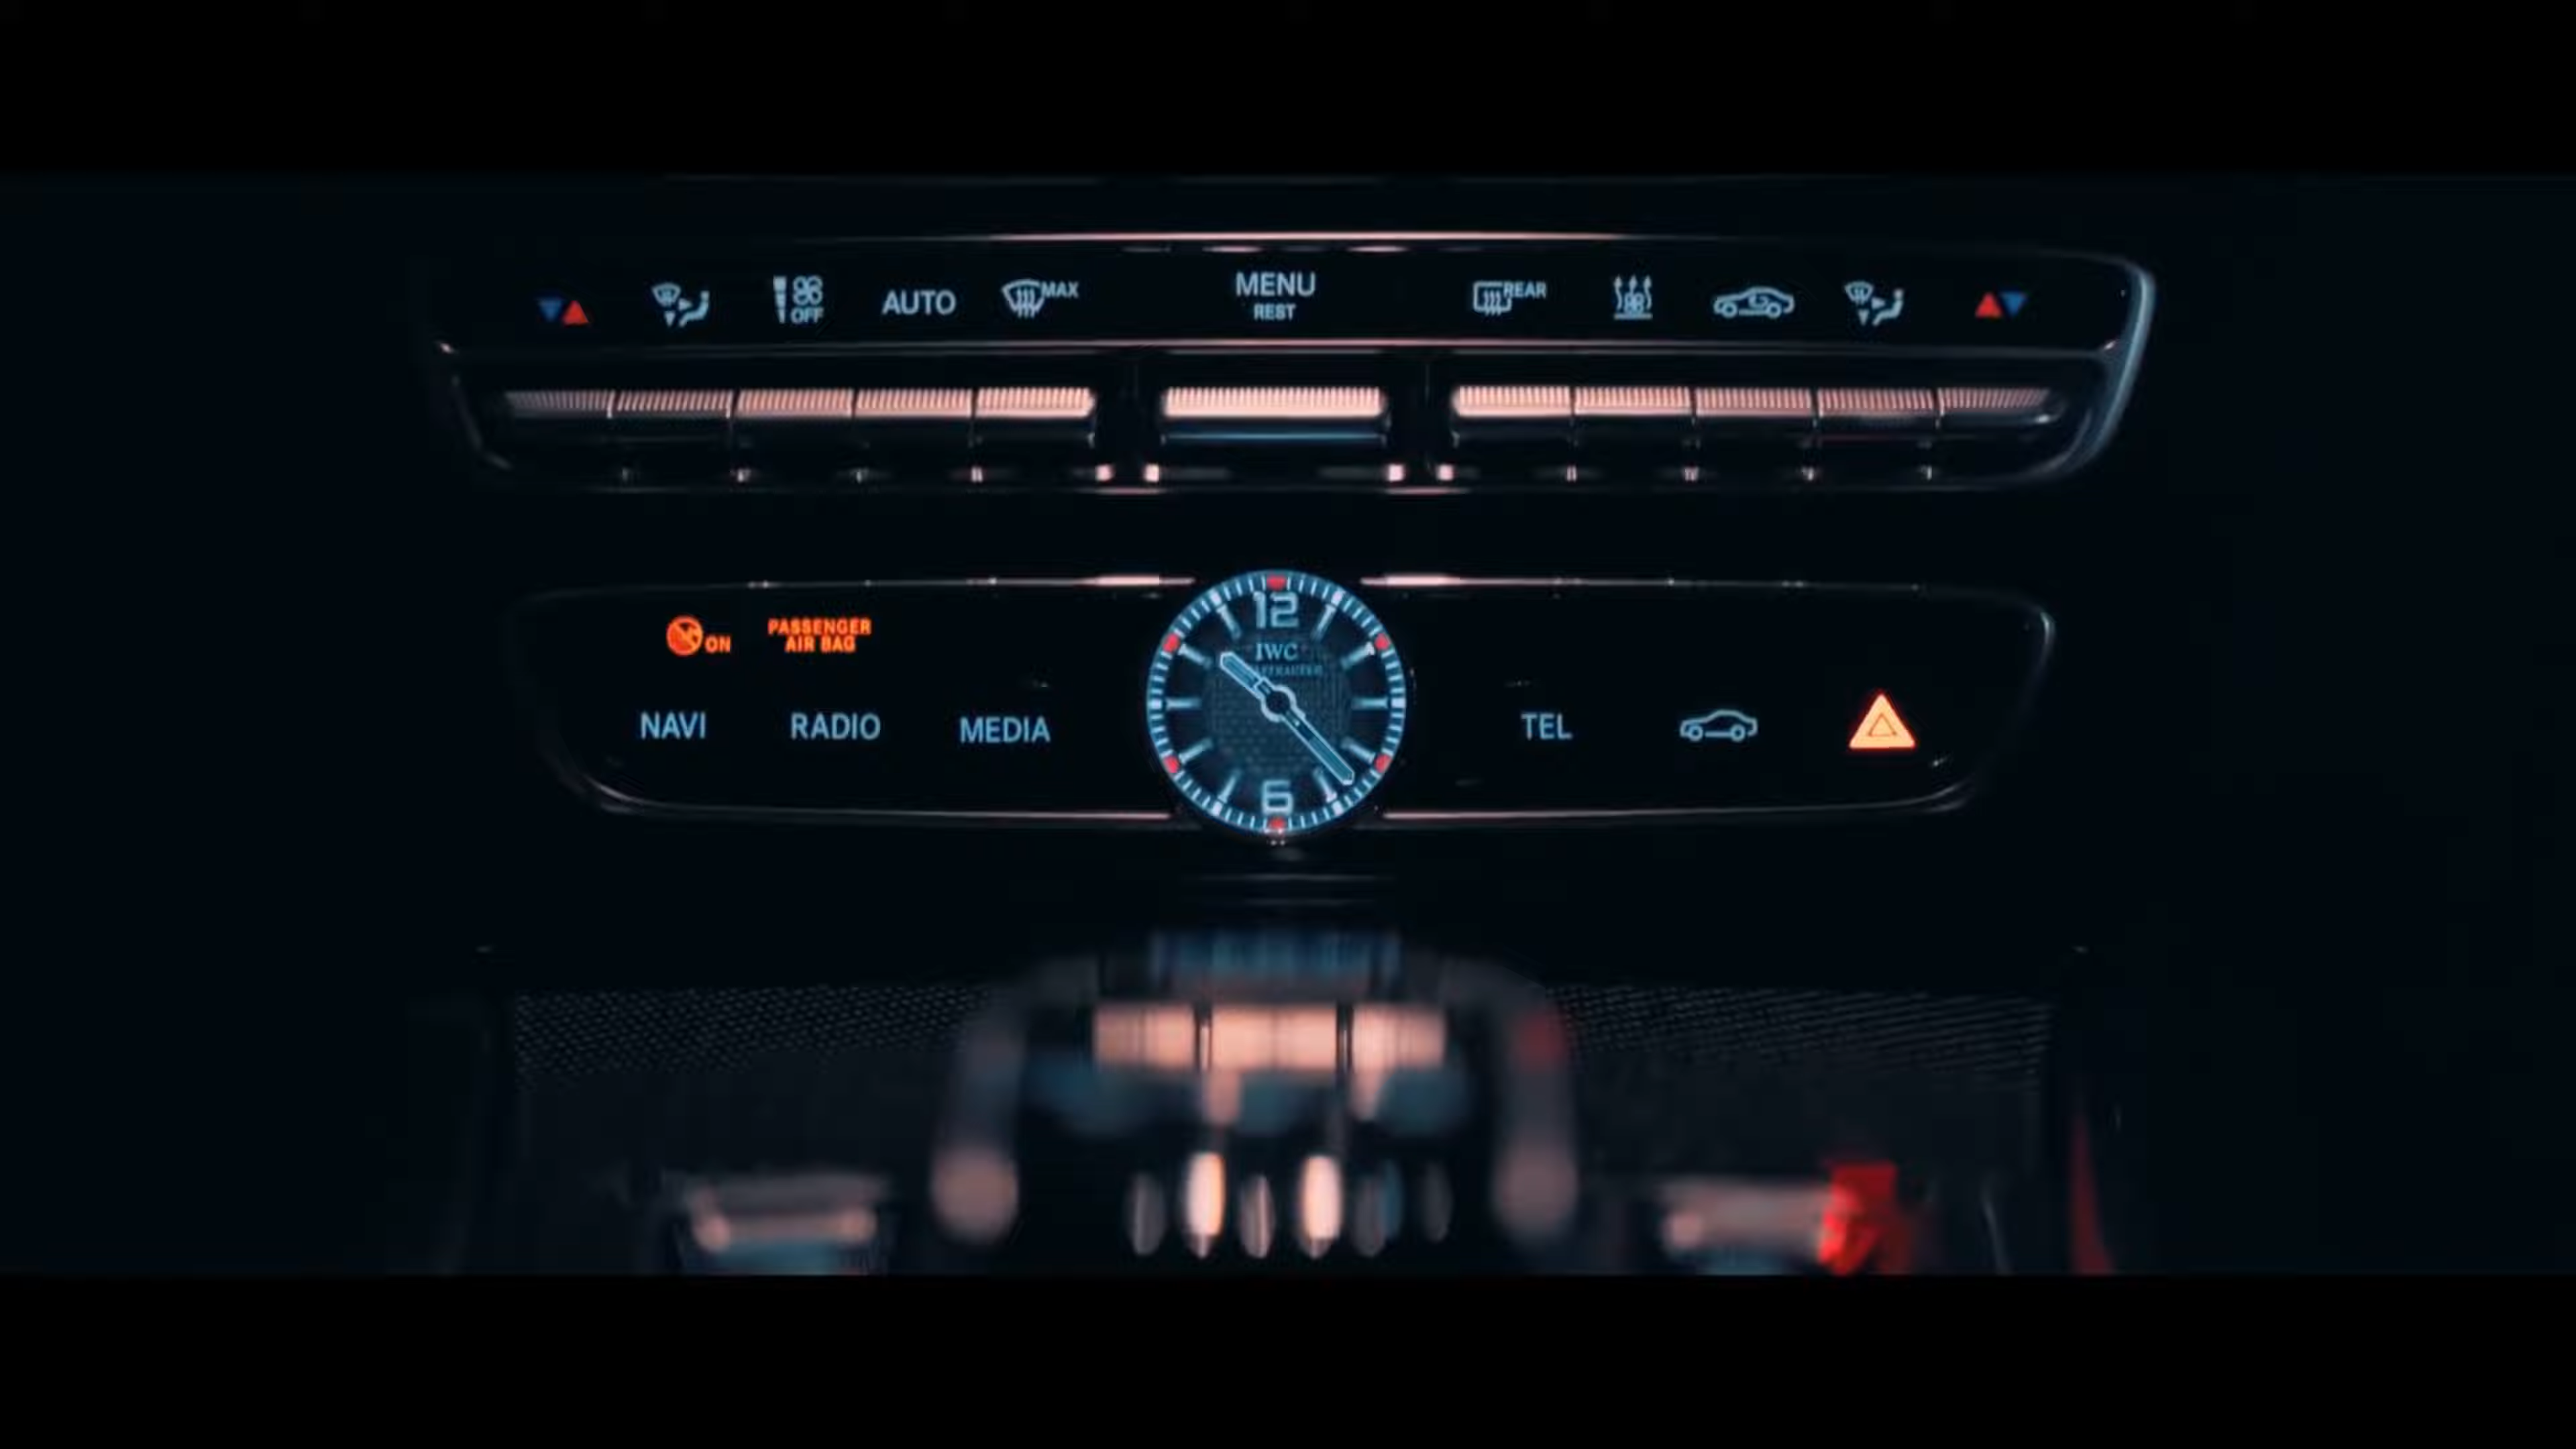 OFF
AUTO
MAX
MENU
REST
REAR
ON
PASSENGER
AIR BAG
12
IWC
6
NAVI
RADIO
MEDIA
TEL